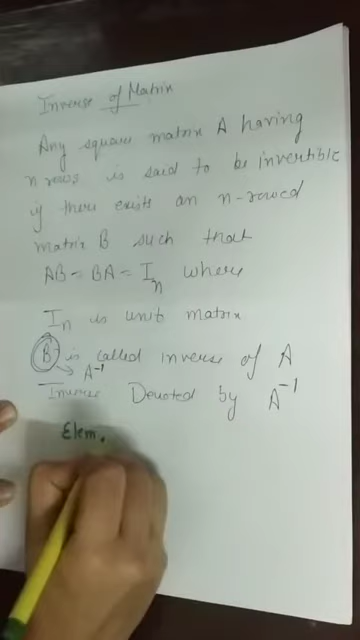 Inverse of Matrix
Any square matrix A having
n rows is said to be invertible
if there exists an n-rowed
matrix B such that
AB = BA = Iₙ where
Iₙ is unit matrix
B is called inverse of A
→ A⁻¹
Inverse Denoted by A⁻¹
Elem.